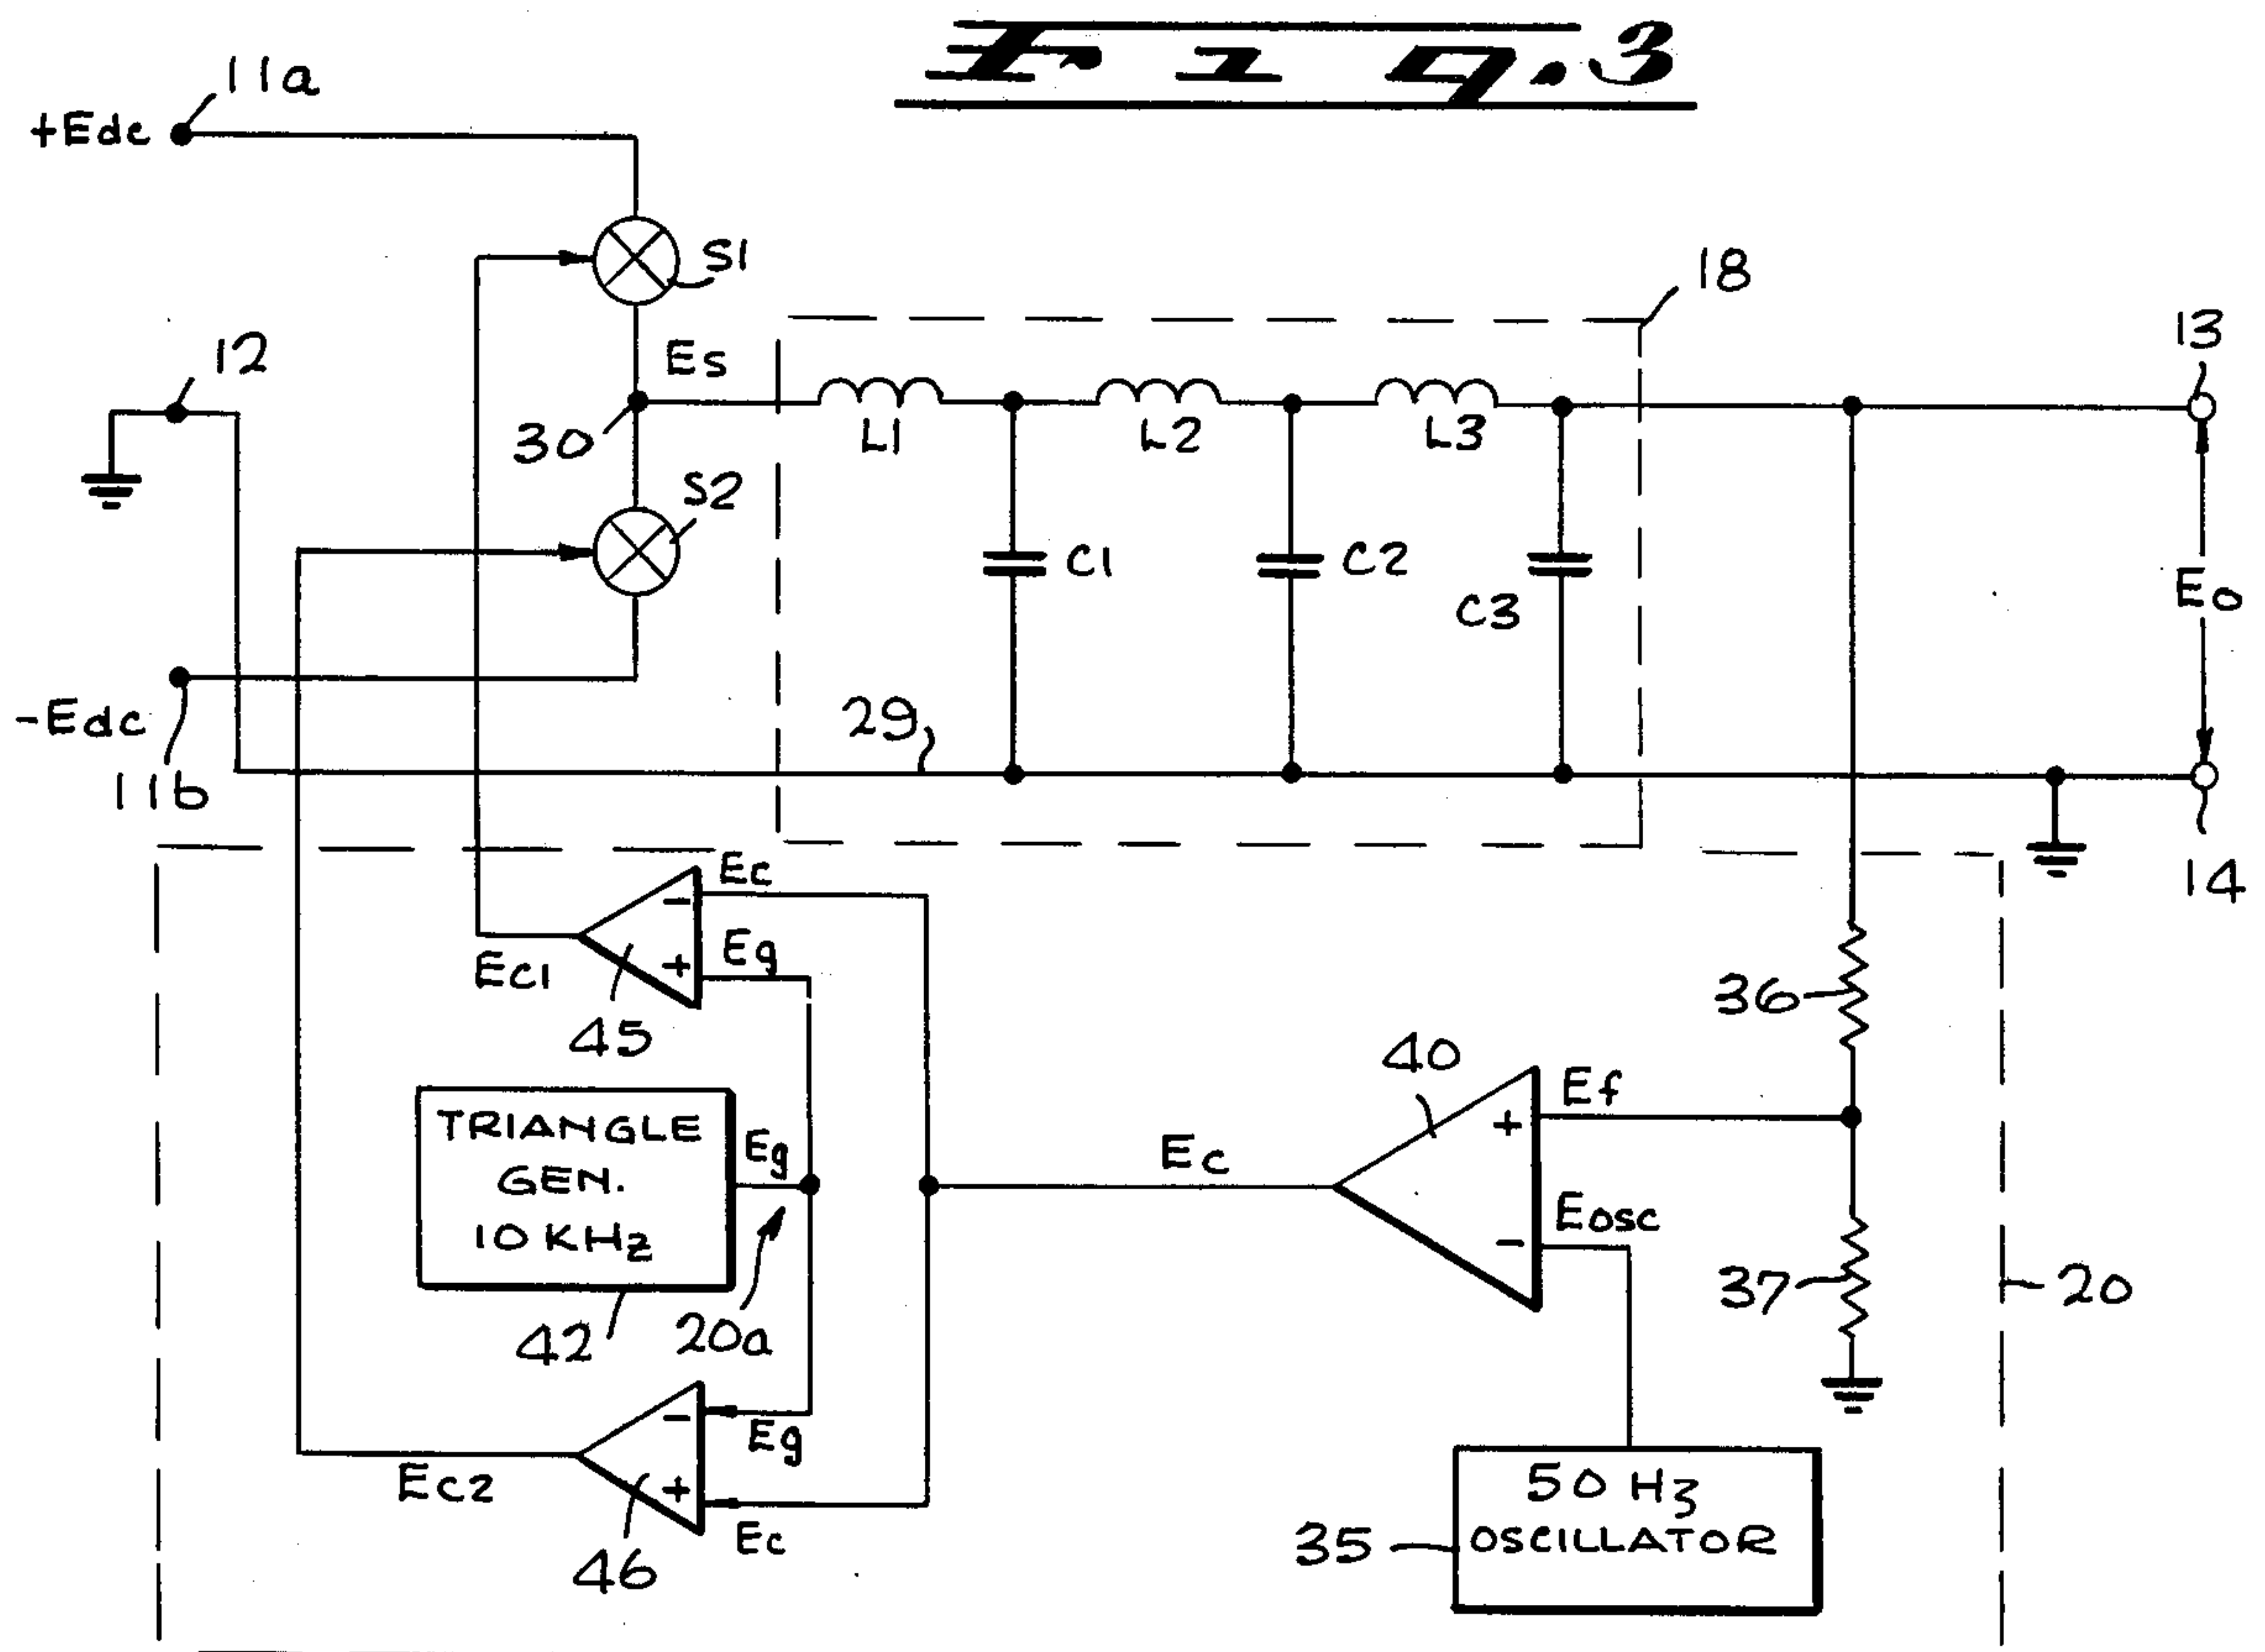 Fig.3
11a
+Edc
S1
18
13
12
Es
30
L1
L2
L3
S2
C1
C2
C3
Eo
-Edc
29
11b
14
Ec
-
Eg
+
Ec1
45
36
40
Ef
+
TRIANGLE
GEN.
10 KHz
Eg
Ec
Eosc
-
37
20
42
20a
-
Eg
+
Ec2
Ec
46
50 Hz
OSCILLATOR
35